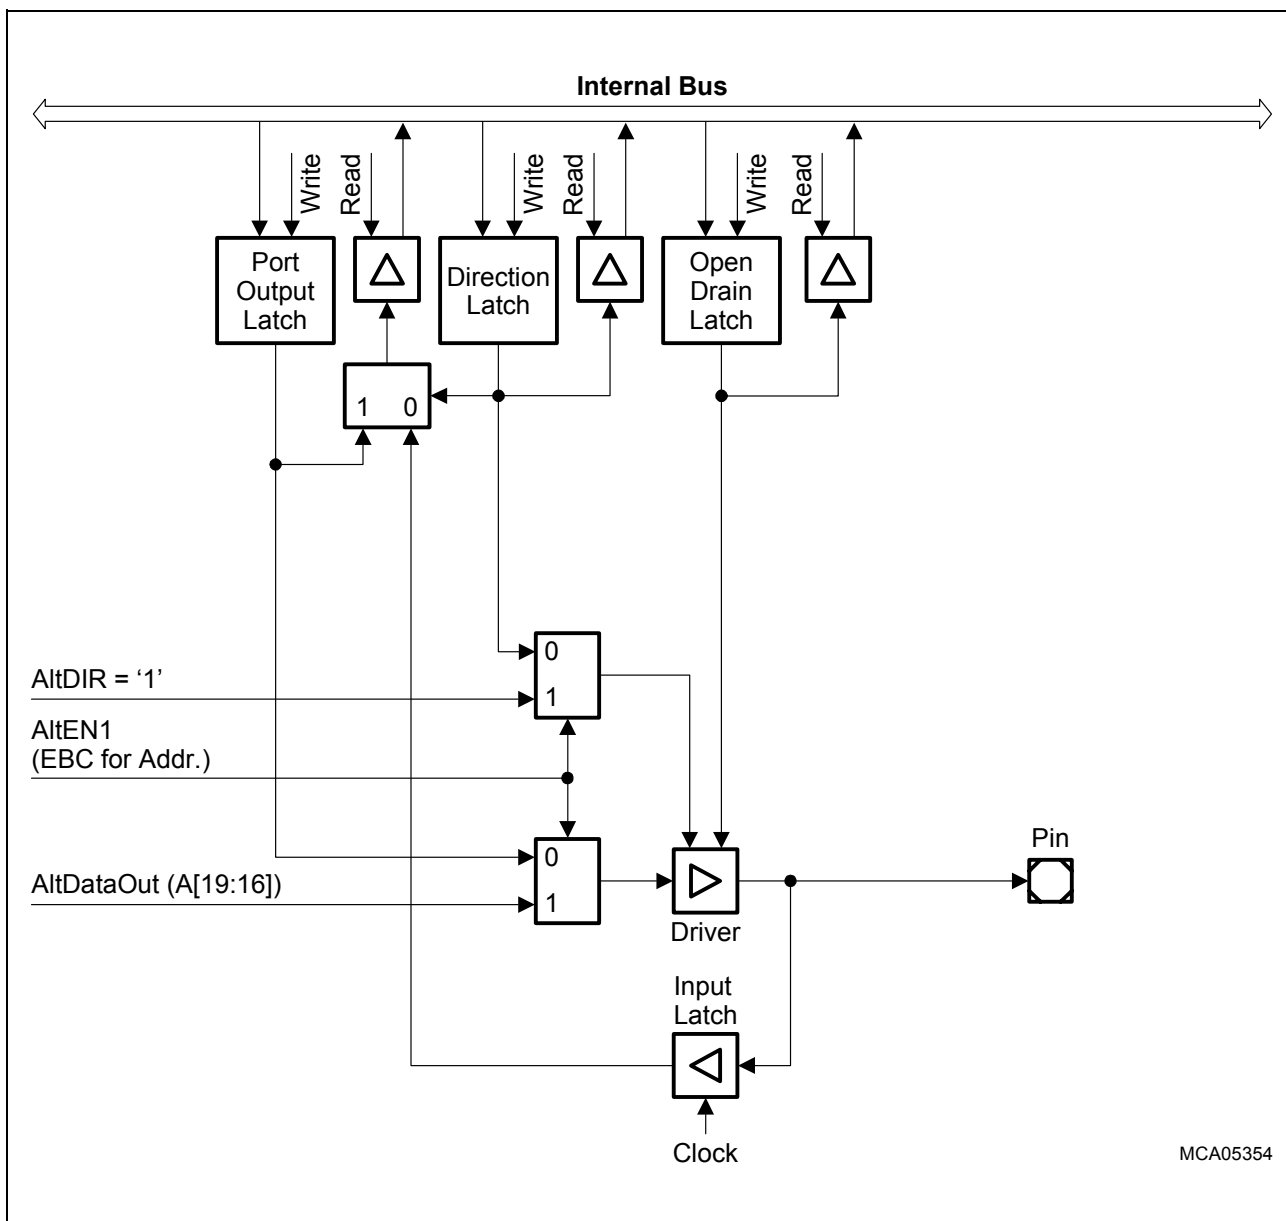 Internal Bus
Write
Read
Write
Read
Write
Read
Port
Output
Latch
Direction
Latch
Open
Drain
Latch
1 0
0
AltDIR = ‘1’
1
AltEN1
(EBC for Addr.)
Pin
0
AltDataOut (A[19:16])
1
Driver
Input
Latch
Clock
MCA05354